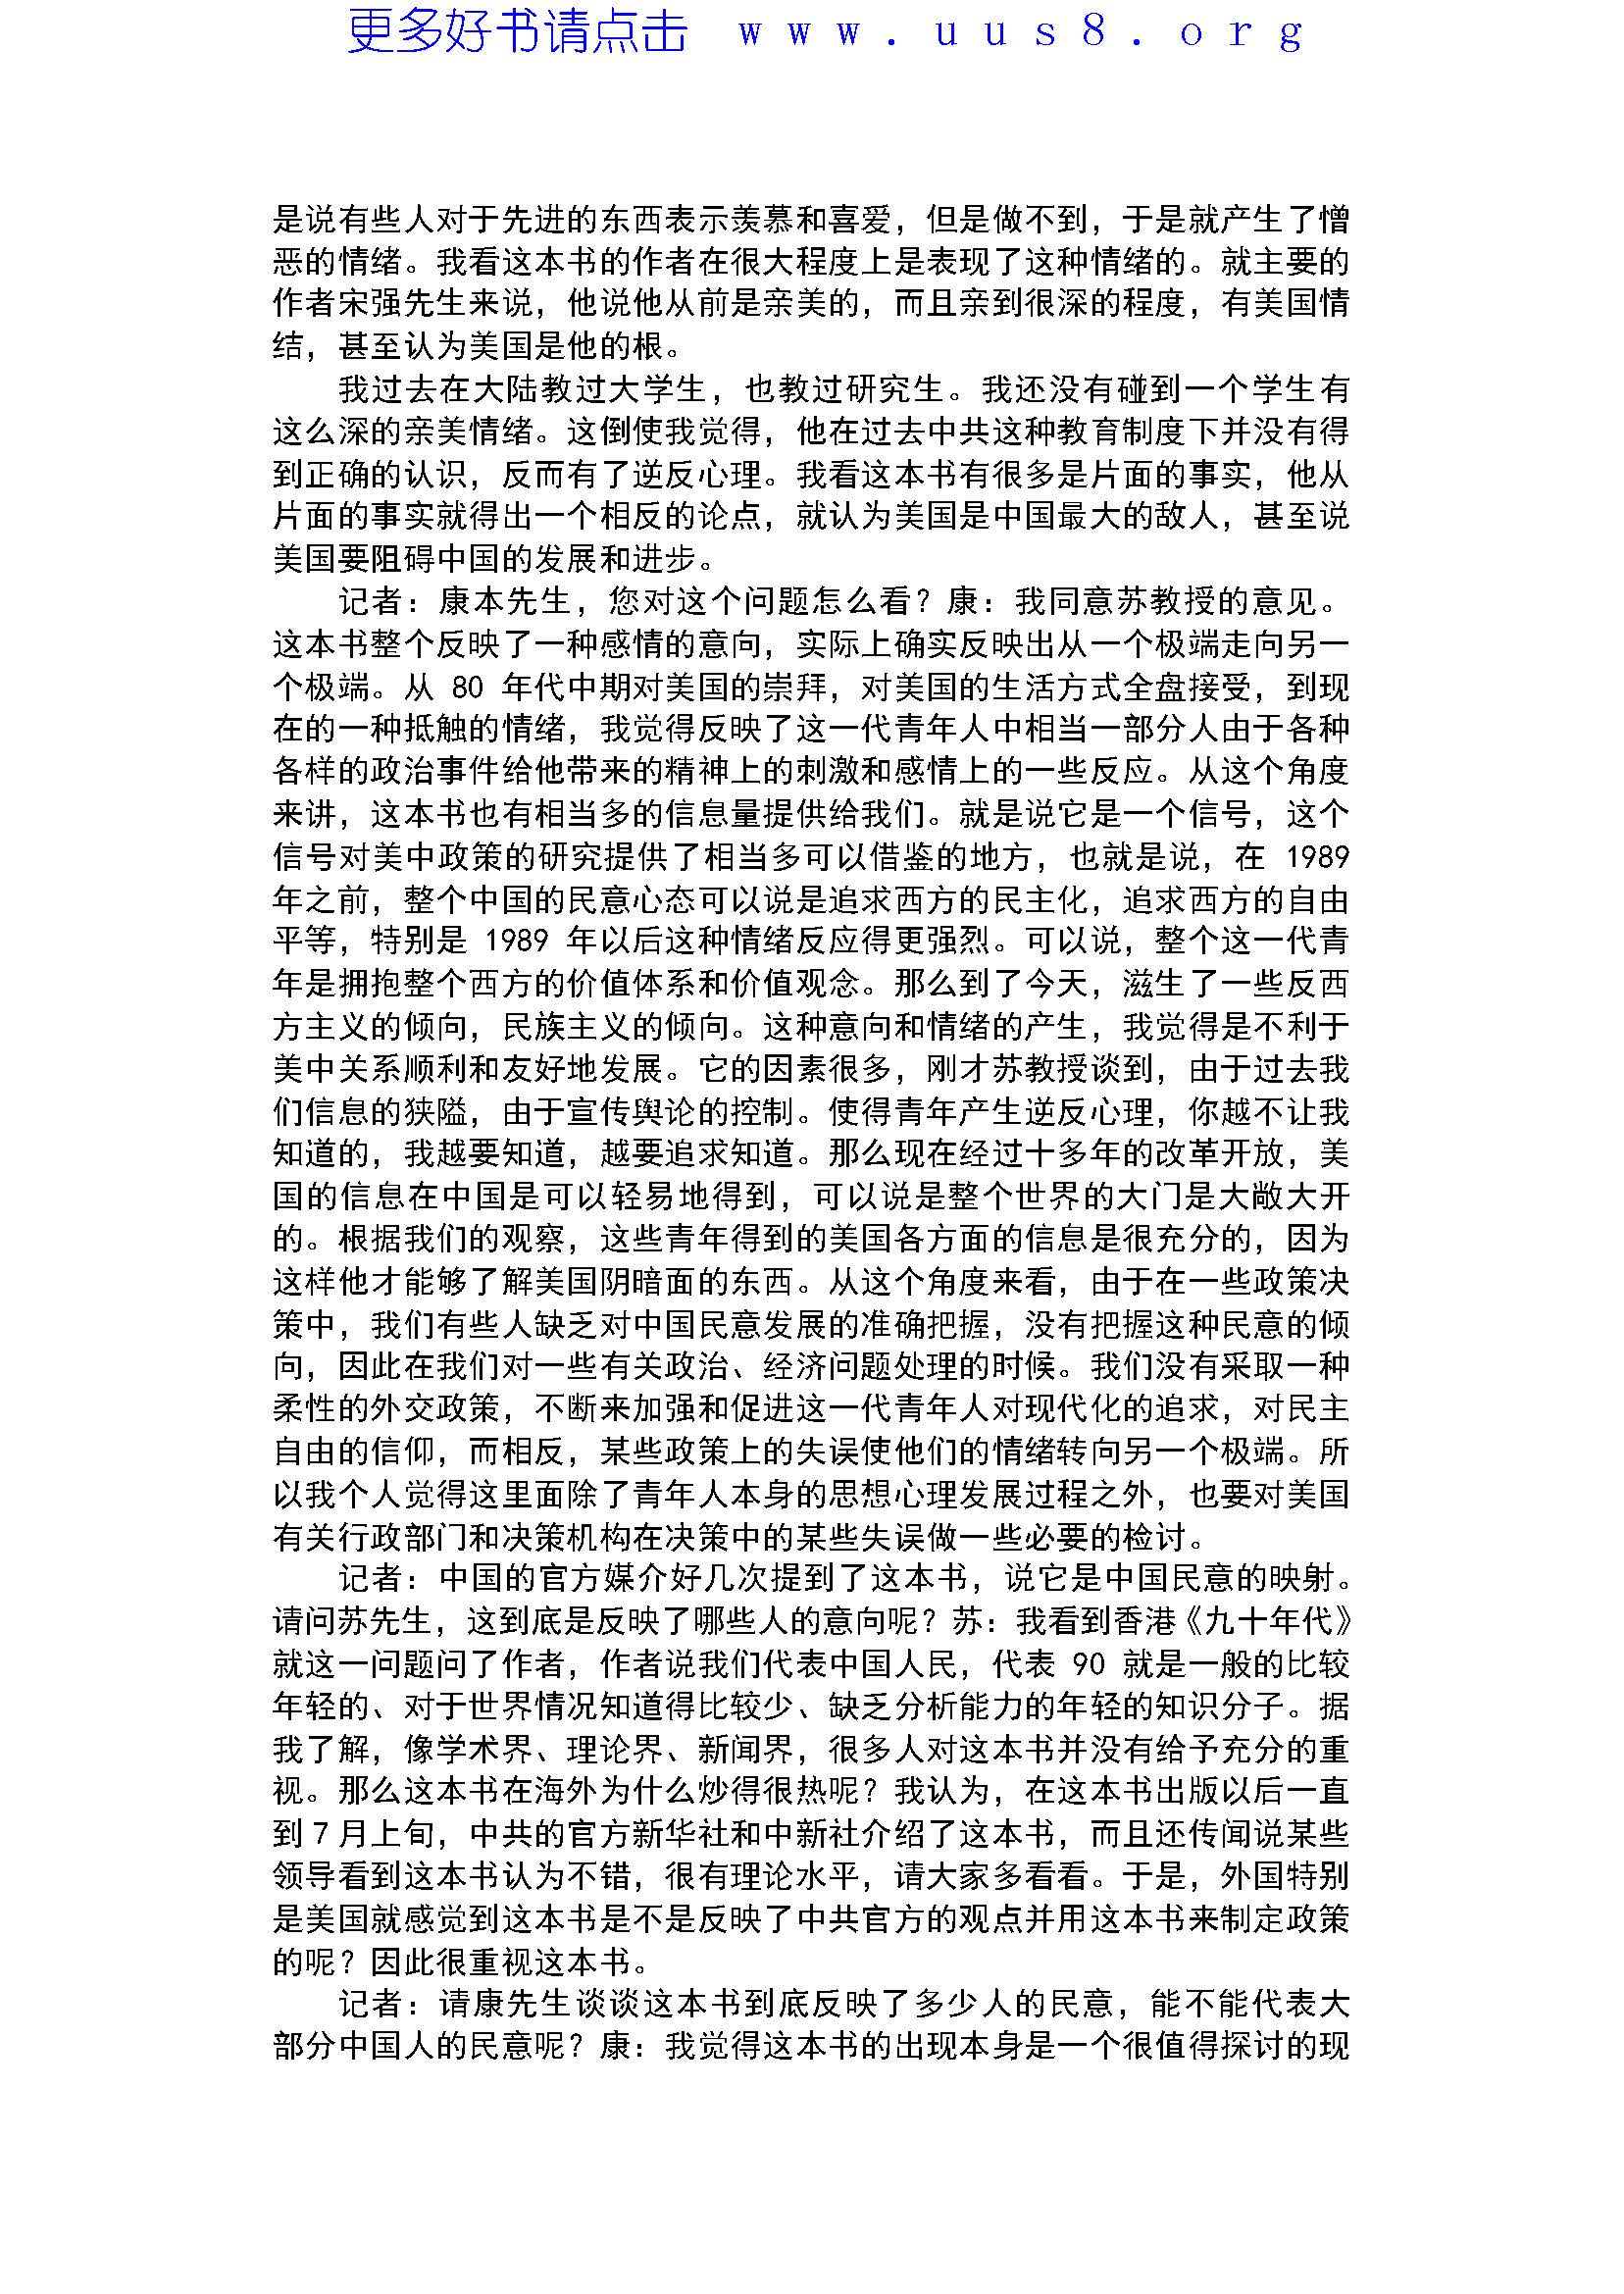 更多好书请点击 www.uus8.org
是说有些人对于先进的东西表示羡慕和喜爱，但是做不到，于是就产生了憎
恶的情绪。我看这本书的作者在很大程度上是表现了这种情绪的。就主要的
作者宋强先生来说，他说他从前是亲美的，而且亲到很深的程度，有美国情
结，甚至认为美国是他的根。
我过去在大陆教过大学生，也教过研究生。我还没有碰到一个学生有
这么深的亲美情绪。这倒使我觉得，他在过去中共这种教育制度下并没有得
到正确的认识，反而有了逆反心理。我看这本书有很多是片面的事实，他从
片面的事实就得出一个相反的论点，就认为美国是中国最大的敌人，甚至说
美国要阻碍中国的发展和进步。
记者：康本先生，您对这个问题怎么看？康：我同意苏教授的意见。
这本书整个反映了一种感情的意向，实际上确实反映出从一个极端走向另一
个极端。从 80 年代中期对美国的崇拜，对美国的生活方式全盘接受，到现
在的一种抵触的情绪，我觉得反映了这一代青年人中相当一部分人由于各种
各样的政治事件给他带来的精神上的刺激和感情上的一些反应。从这个角度
来讲，这本书也有相当多的信息量提供给我们。就是说它是一个信号，这个
信号对美中政策的研究提供了相当多可以借鉴的地方，也就是说，在 1989
年之前，整个中国的民意心态可以说是追求西方的民主化，追求西方的自由
平等，特别是 1989 年以后这种情绪反应得更强烈。可以说，整个这一代青
年是拥抱整个西方的价值体系和价值观念。那么到了今天，滋生了一些反西
方主义的倾向，民族主义的倾向。这种意向和情绪的产生，我觉得是不利于
美中关系顺利和友好地发展。它的因素很多，刚才苏教授谈到，由于过去我
们信息的狭隘，由于宣传舆论的控制。使得青年产生逆反心理，你越不让我
知道的，我越要知道，越要追求知道。那么现在经过十多年的改革开放，美
国的信息在中国是可以轻易地得到，可以说是整个世界的大门是大敞大开
的。根据我们的观察，这些青年得到的美国各方面的信息是很充分的，因为
这样他才能够了解美国阴暗面的东西。从这个角度来看，由于在一些政策决
策中，我们有些人缺乏对中国民意发展的准确把握，没有把握这种民意的倾
向，因此在我们对一些有关政治、经济问题处理的时候。我们没有采取一种
柔性的外交政策，不断来加强和促进这一代青年人对现代化的追求，对民主
自由的信仰，而相反，某些政策上的失误使他们的情绪转向另一个极端。所
以我个人觉得这里面除了青年人本身的思想心理发展过程之外，也要对美国
有关行政部门和决策机构在决策中的某些失误做一些必要的检讨。
记者：中国的官方媒介好几次提到了这本书，说它是中国民意的映射。
请问苏先生，这到底是反映了哪些人的意向呢？苏：我看到香港《九十年代》
就这一问题问了作者，作者说我们代表中国人民，代表 90 就是一般的比较
年轻的、对于世界情况知道得比较少、缺乏分析能力的年轻的知识分子。据
我了解，像学术界、理论界、新闻界，很多人对这本书并没有给予充分的重
视。那么这本书在海外为什么炒得很热呢？我认为，在这本书出版以后一直
到 7 月上旬，中共的官方新华社和中新社介绍了这本书，而且还传闻说某些
领导看到这本书认为不错，很有理论水平，请大家多看看。于是，外国特别
是美国就感觉到这本书是不是反映了中共官方的观点并用这本书来制定政策
的呢？因此很重视这本书。
记者：请康先生谈谈这本书到底反映了多少人的民意，能不能代表大
部分中国人的民意呢？康：我觉得这本书的出现本身是一个很值得探讨的现